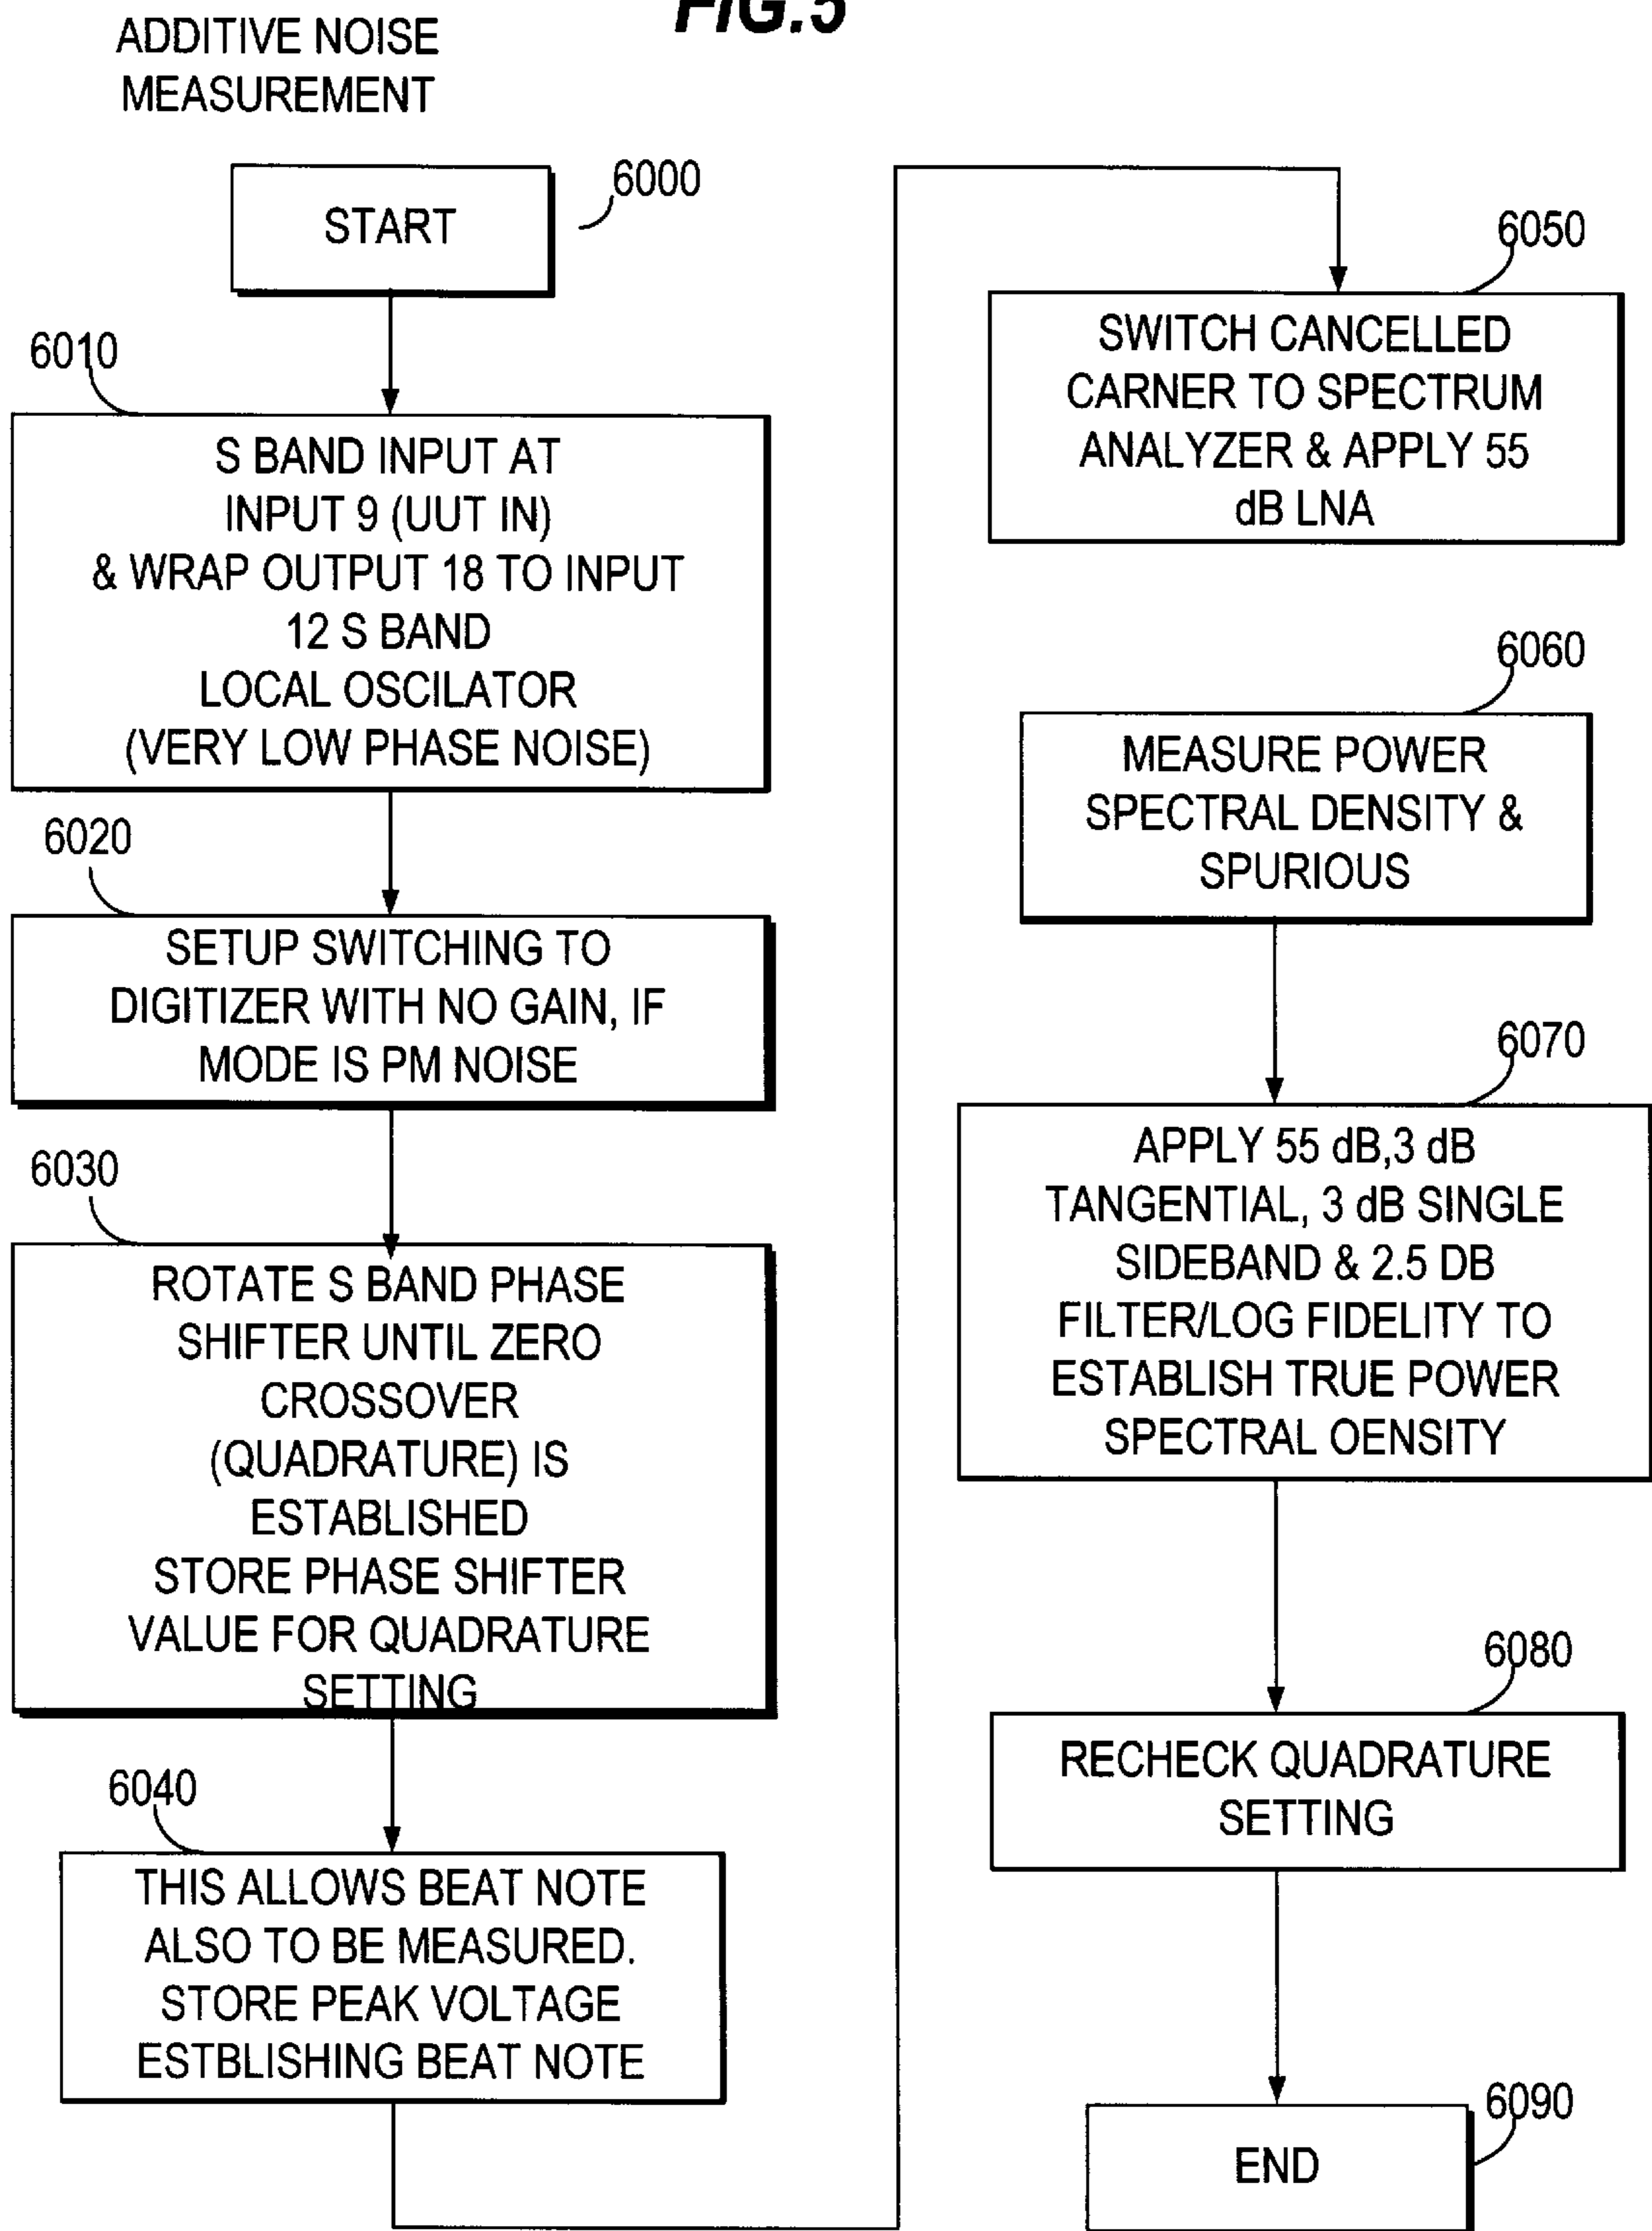 FIG.5
ADDITIVE NOISE
MEASUREMENT
START
6000
6010
S BAND INPUT AT
INPUT 9 (UUT IN)
& WRAP OUTPUT 18 TO INPUT
12 S BAND
LOCAL OSCILATOR
(VERY LOW PHASE NOISE)
6020
SETUP SWITCHING TO
DIGITIZER WITH NO GAIN, IF
MODE IS PM NOISE
6030
ROTATE S BAND PHASE
SHIFTER UNTIL ZERO
CROSSOVER
(QUADRATURE) IS
ESTABLISHED
STORE PHASE SHIFTER
VALUE FOR QUADRATURE
SETTING
6040
THIS ALLOWS BEAT NOTE
ALSO TO BE MEASURED.
STORE PEAK VOLTAGE
ESTBLISHING BEAT NOTE
6050
SWITCH CANCELLED
CARNER TO SPECTRUM
ANALYZER & APPLY 55
dB LNA
6060
MEASURE POWER
SPECTRAL DENSITY &
SPURIOUS
6070
APPLY 55 dB,3 dB
TANGENTIAL, 3 dB SINGLE
SIDEBAND & 2.5 DB
FILTER/LOG FIDELITY TO
ESTABLISH TRUE POWER
SPECTRAL OENSITY
6080
RECHECK QUADRATURE
SETTING
6090
END